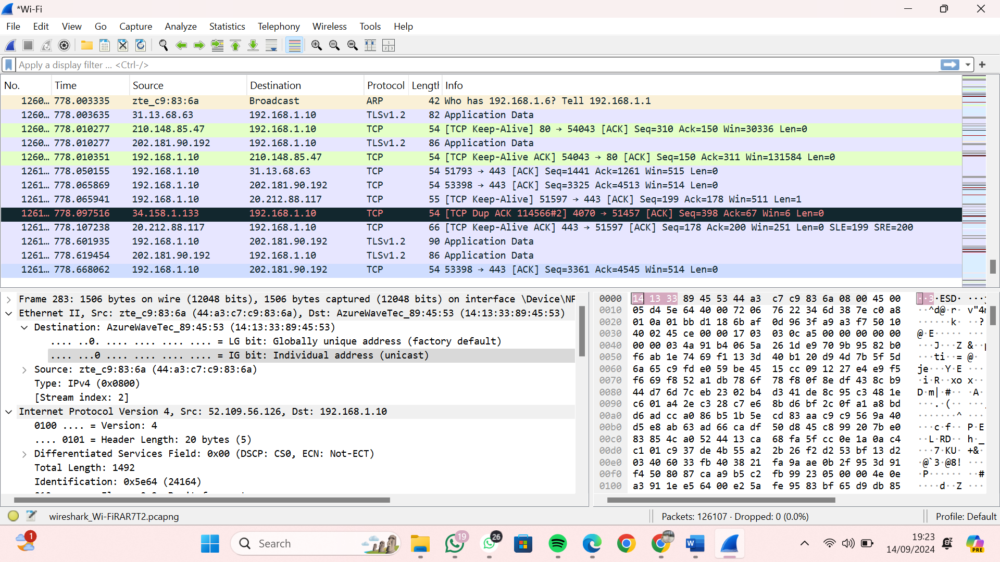 *Wi-Fi
File Edit View Go Capture Analyze Statistics Telephony Wireless Tools Help
Apply a display filter ... <Ctrl-/>
No. Time Source Destination Protocol Length Info
1260… 778.003335 zte_c9:83:6a Broadcast ARP 42 Who has 192.168.1.6? Tell 192.168.1.1
1260… 778.003635 31.13.68.63 192.168.1.10 TLSv1.2 82 Application Data
1260… 778.010277 210.148.85.47 192.168.1.10 TCP 54 [TCP Keep-Alive] 80 → 54043 [ACK] Seq=310 Ack=150 Win=30336 Len=0
1260… 778.010277 202.181.90.192 192.168.1.10 TLSv1.2 86 Application Data
1260… 778.010351 192.168.1.10 210.148.85.47 TCP 54 [TCP Keep-Alive ACK] 54043 → 80 [ACK] Seq=150 Ack=311 Win=131584 Len=0
1261… 778.050155 192.168.1.10 31.13.68.63 TCP 54 51793 → 443 [ACK] Seq=1441 Ack=1261 Win=515 Len=0
1261… 778.065869 192.168.1.10 202.181.90.192 TCP 54 53398 → 443 [ACK] Seq=3325 Ack=4513 Win=514 Len=0
1261… 778.065941 192.168.1.10 20.212.88.117 TCP 55 [TCP Keep-Alive] 51597 → 443 [ACK] Seq=199 Ack=178 Win=511 Len=1
1261… 778.097516 34.158.1.133 192.168.1.10 TCP 54 [TCP Dup ACK 114566#2] 4070 → 51457 [ACK] Seq=398 Ack=67 Win=6 Len=0
1261… 778.107238 20.212.88.117 192.168.1.10 TCP 66 [TCP Keep-Alive ACK] 443 → 51597 [ACK] Seq=178 Ack=200 Win=251 Len=0 SLE=199 SRE=200
1261… 778.601935 192.168.1.10 202.181.90.192 TLSv1.2 90 Application Data
1261… 778.619454 202.181.90.192 192.168.1.10 TLSv1.2 86 Application Data
1261… 778.668062 192.168.1.10 202.181.90.192 TCP 54 53398 → 443 [ACK] Seq=3361 Ack=4545 Win=514 Len=0
Frame 283: 1506 bytes on wire (12048 bits), 1506 bytes captured (12048 bits) on interface \Device\NF
Ethernet II, Src: zte_c9:83:6a (44:a3:c7:c9:83:6a), Dst: AzureWaveTec_89:45:53 (14:13:33:89:45:53)
Destination: AzureWaveTec_89:45:53 (14:13:33:89:45:53)
.... ..0. .... .... .... .... = LG bit: Globally unique address (factory default)
.... ...0 .... .... .... .... = IG bit: Individual address (unicast)
Source: zte_c9:83:6a (44:a3:c7:c9:83:6a)
Type: IPv4 (0x0800)
[Stream index: 2]
Internet Protocol Version 4, Src: 52.109.56.126, Dst: 192.168.1.10
0100 .... = Version: 4
.... 0101 = Header Length: 20 bytes (5)
Differentiated Services Field: 0x00 (DSCP: CS0, ECN: Not-ECT)
Total Length: 1492
Identification: 0x5e64 (24164)
0000 14 13 33 89 45 53 44 a3 c7 c9 83 6a 08 00 45 00 ··3·ESD· ···j
0010 05 d4 5e 64 40 00 72 06 76 22 34 6d 38 7e c0 a8 ··^d@·r· v"4m
0020 01 0a 01 bb d1 18 6b af 0d 96 3f a9 a3 f7 50 10 ······k· ··?
0030 40 02 45 ce 00 00 17 03 03 0c a5 00 00 00 00 00 @·E····· ···
0040 00 00 03 4a 91 b4 06 5a 26 1d e9 70 9b 95 82 b0 ···J···Z &··p
0050 f6 ab 1e 74 69 f1 13 3d 40 b1 20 d9 4d 7b 5f 5d ···ti··= @·
0060 6a 65 c9 fd e0 59 be 45 15 cc 09 12 27 e4 e9 f5 je···Y·E ···
0070 f6 69 f8 52 a1 db 78 6f 78 f8 0f 8e df 43 8c b9 ·i·R··xo x··
0080 44 d7 6d 7c eb 23 02 b4 d3 41 de 8c 95 c3 48 1e D·m|·#·· ·A·
0090 c6 01 a4 2e c3 28 c7 e6 8b d6 bf 2c 0f a1 a8 bd ···.·(·· ···,
00a0 d6 ad cc a0 86 b5 1b 5e cd 83 aa c9 c9 56 9a 40 ·······^ ···
00b0 d5 e8 ab 63 ad 66 ca df 50 d8 45 c8 99 20 7b e0 ···c·f·· P·E
00c0 83 85 4c a0 52 44 13 ca 68 fa 5f cc 0e 1a 0a c4 ··L·RD·· h·_
00d0 c1 01 c9 37 de 4b 55 a2 2b 26 f2 d2 53 bf 13 d2 ···7·KU· +&·
00e0 03 40 60 33 fb 40 38 21 fa 9a ae 0b 2f 95 3d 91 ·@`3·@8! ···
00f0 f4 50 80 87 ca a9 b5 c2 fb 99 23 05 00 00 4e 0e ·P······ ··#
0100 a3 91 1e e5 64 00 e2 5a fe 95 83 bf 65 d9 db 85 ····d··Z ···
wireshark_Wi-FiRAR7T2.pcapng
Packets: 126107 · Dropped: 0 (0.0%)
Profile: Default
1
Search
19
26
19:23
14/09/2024
PRE